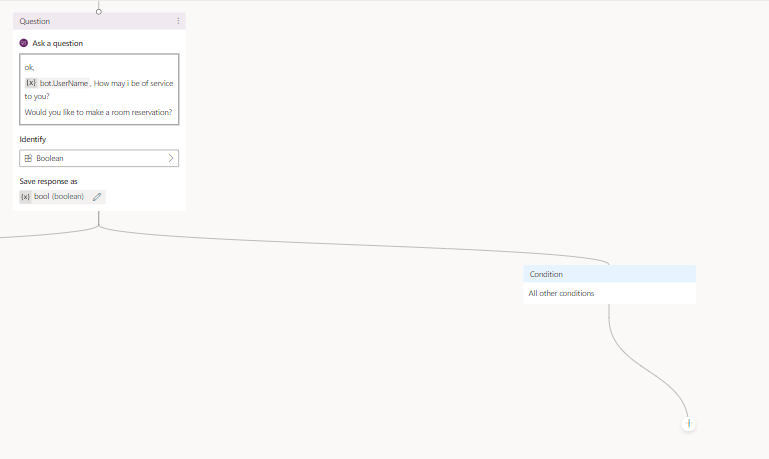 Question
Ask a question
ok,
{x} bot.UserName , How may i be of service
to you?
Would you like to make a room reservation?
Identify
Boolean
Save response as
{x} bool (boolean)
Condition
All other conditions